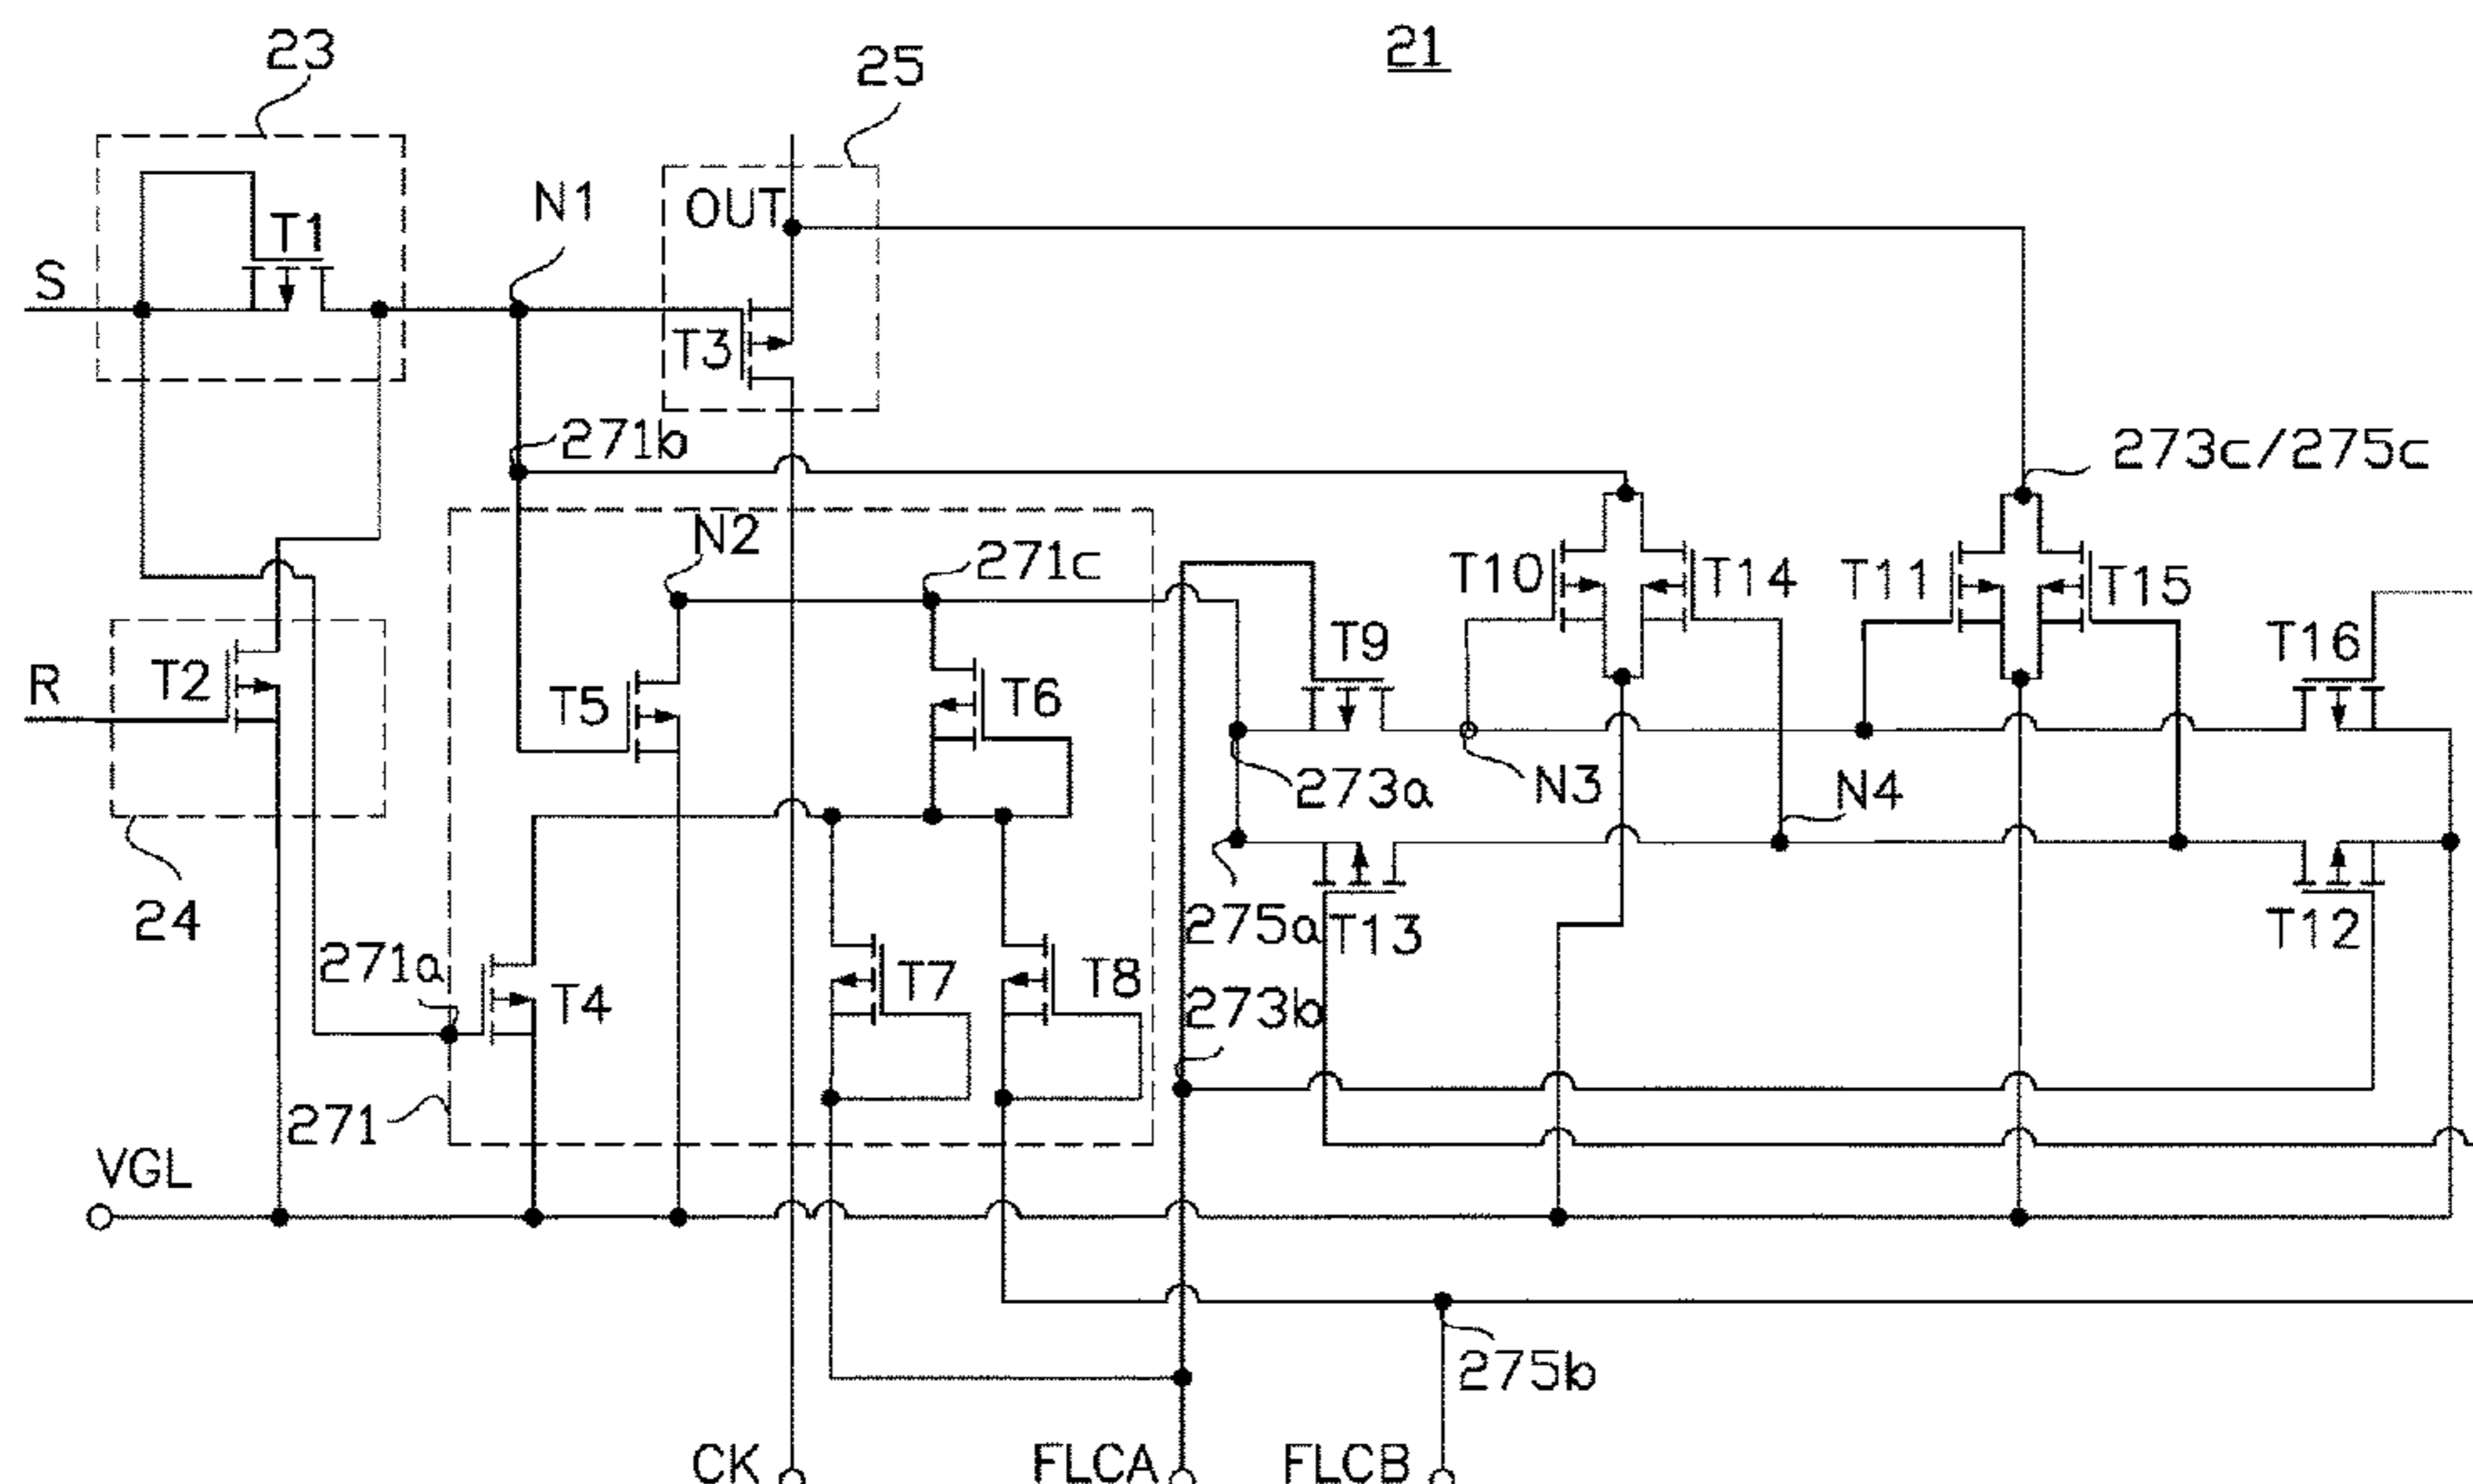 21
23
25
N1
OUT
T1
S
T3
271b
273c/275c
N2
271c
T10
T14
T11
T15
T9
T16
R
T2
T5
T6
273a
N3
N4
24
275a
T13
T12
271a
T4
T7
T8
273b
271
VGL
275b
CK
FLCA
FLCB